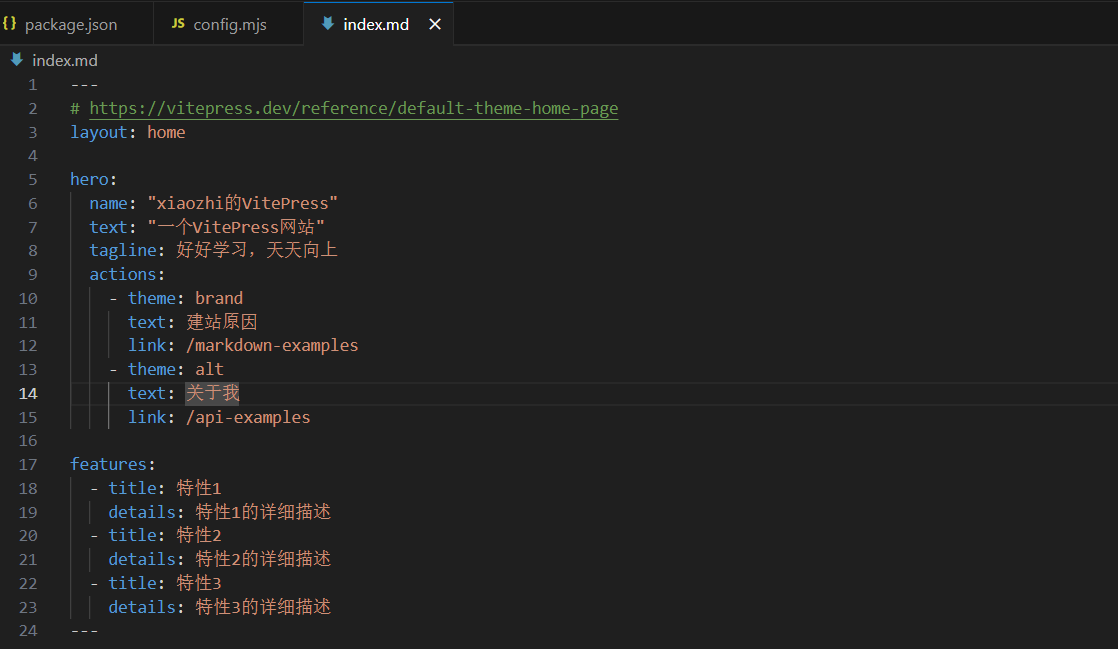 {} package.json
JS config.mjs
index.md
index.md
1 ---
2 # https://vitepress.dev/reference/default-theme-home-page
3 layout: home
4
5 hero:
6 name: "xiaozhi的VitePress"
7 text: "一个VitePress网站"
8 tagline: 好好学习，天天向上
9 actions:
10 - theme: brand
11 text: 建站原因
12 link: /markdown-examples
13 - theme: alt
14 text: 关于我
15 link: /api-examples
16
17 features:
18 - title: 特性1
19 details: 特性1的详细描述
20 - title: 特性2
21 details: 特性2的详细描述
22 - title: 特性3
23 details: 特性3的详细描述
24 ---